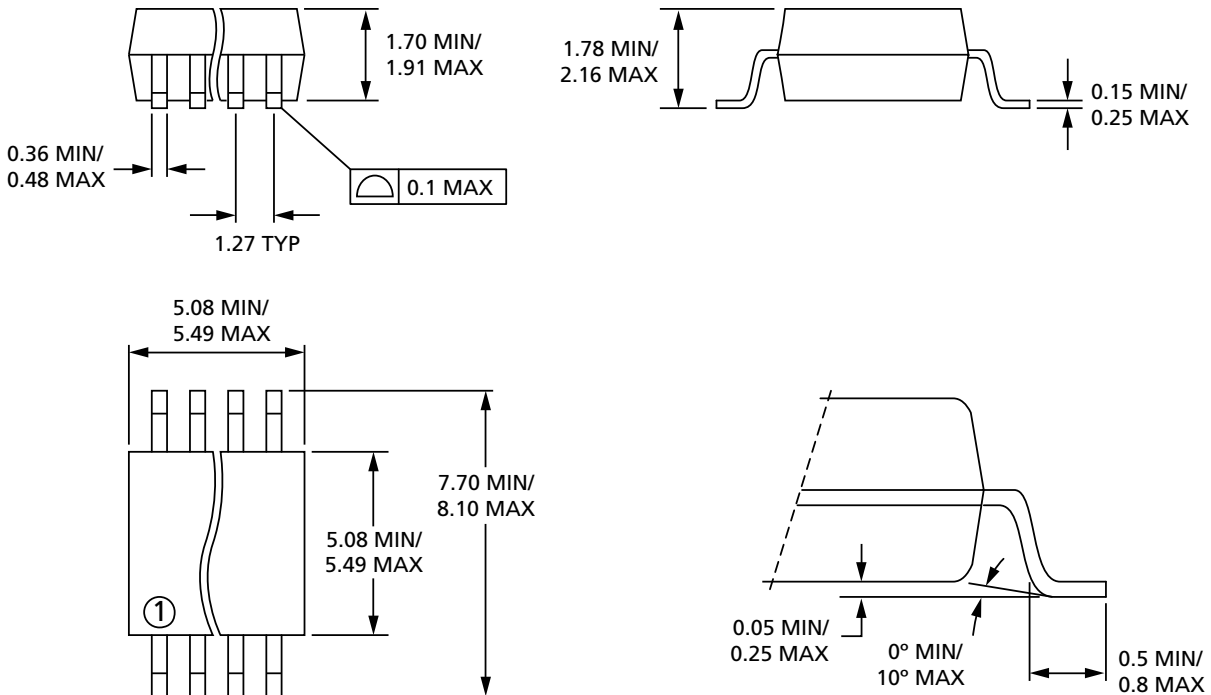 1.70 MIN/
1.91 MAX
1.78 MIN/
2.16 MAX
0.15 MIN/
0.25 MAX
0.36 MIN/
0.48 MAX
0.1 MAX
1.27 TYP
5.08 MIN/
5.49 MAX
7.70 MIN/
8.10 MAX
5.08 MIN/
5.49 MAX
1
0.05 MIN/
0.25 MAX
0º MIN/
10º MAX
0.5 MIN/
0.8 MAX